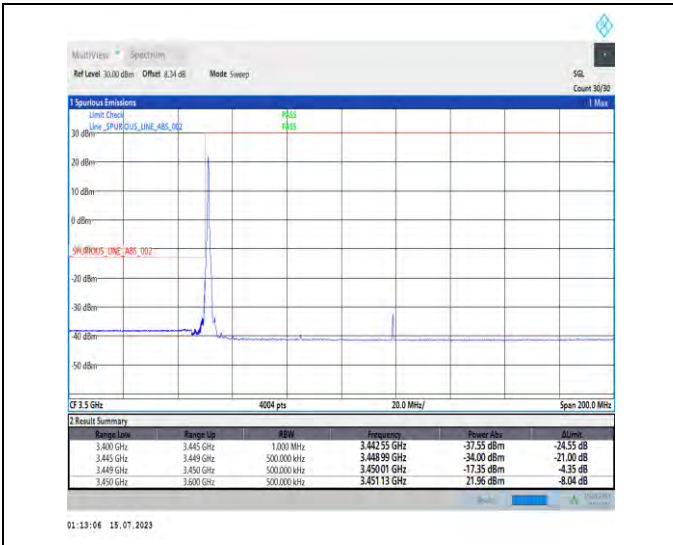 MultiView Spectrum
Ref Level 30.00 dBm Offset 8.34 dB Mode Sweep SGL
Count 30/30
1 Spurious Emissions 1 Max
Limit Check PASS
Line _SPURIOUS_LINE_ABS_002 PASS
30 dBm
20 dBm
10 dBm
0 dBm
_SPURIOUS_LINE_ABS_002
-20 dBm
-30 dBm
-40 dBm
-50 dBm
CF 3.5 GHz 4004 pts 20.0 MHz/ Span 200.0 MHz
2 Result Summary
Range Low Range Up RBW Frequency Power Abs ΔLimit
3.400 GHz 3.445 GHz 1.000 MHz 3.442 55 GHz -37.55 dBm -24.55 dB
3.445 GHz 3.449 GHz 500.000 kHz 3.448 99 GHz -34.00 dBm -21.00 dB
3.449 GHz 3.450 GHz 500.000 kHz 3.450 01 GHz -17.35 dBm -4.35 dB
3.450 GHz 3.600 GHz 500.000 kHz 3.451 13 GHz 21.96 dBm -8.04 dB
01:13:06 15.07.2023